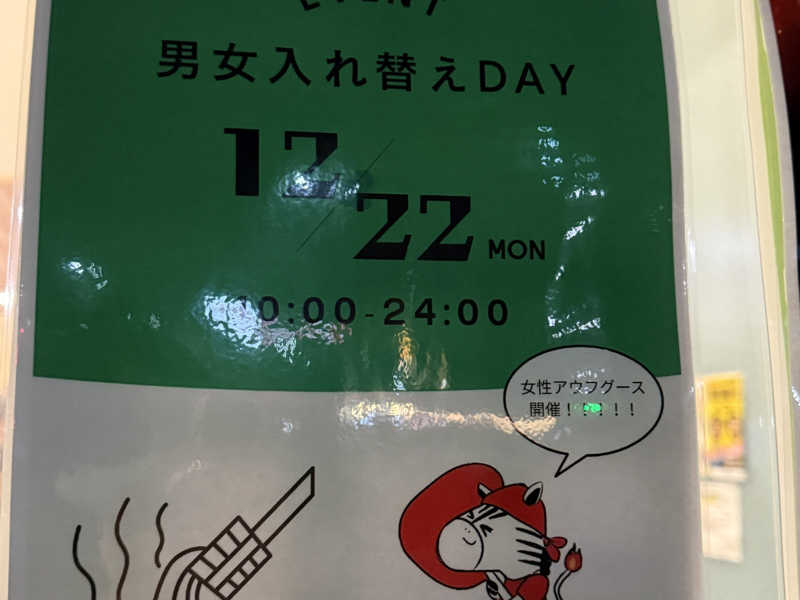 EVENT
男女入れ替えDAY
12/22 MON
10:00-24:00
女性アウフグース
開催！！！！！